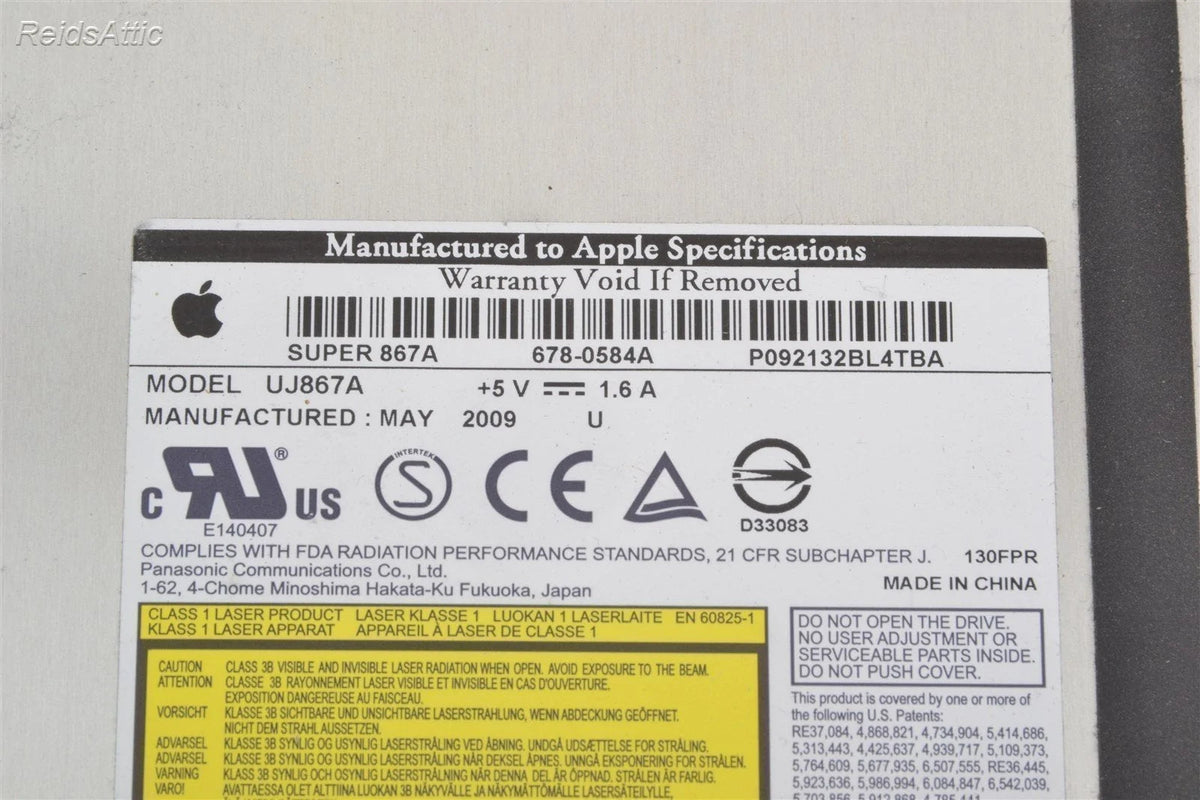 ReidsAttic
Manufactured to Apple Specifications
Warranty Void If Removed
SUPER 867A 678-0584A P092132BL4TBA
MODEL UJ867A +5 V 1.6 A
MANUFACTURED : MAY 2009 U
INTERTEK
S
c RU ® US
CE
E140407
D33083
COMPLIES WITH FDA RADIATION PERFORMANCE STANDARDS, 21 CFR SUBCHAPTER J. 130FPR
Panasonic Communications Co., Ltd.
1-62, 4-Chome Minoshima Hakata-Ku Fukuoka, Japan
MADE IN CHINA
CLASS 1 LASER PRODUCT LASER KLASSE 1 LUOKAN 1 LASERLAITE EN 60825-1
KLASS 1 LASER APPARAT APPAREIL À LASER DE CLASSE 1
CAUTION CLASS 3B VISIBLE AND INVISIBLE LASER RADIATION WHEN OPEN. AVOID EXPOSURE TO THE BEAM.
ATTENTION CLASSE 3B RAYONNEMENT LASER VISIBLE ET INVISIBLE EN CAS D'OUVERTURE.
EXPOSITION DANGEREUSE AU FAISCEAU.
VORSICHT KLASSE 3B SICHTBARE UND UNSICHTBARE LASERSTRAHLUNG, WENN ABDECKUNG GEÖFFNET.
NICHT DEM STRAHL AUSSETZEN.
ADVARSEL KLASSE 3B SYNLIG OG USYNLIG LASERSTRÅLING VED ÅBNING. UNDGÅ UDSÆTTELSE FOR STRÅLING.
ADVARSEL KLASSE 3B SYNLIG OG USYNLIG LASERSTRÅLING NÅR DEKSEL ÅPNES. UNNGÅ EKSPONERING FOR STRÅLEN.
VARNING KLASS 3B SYNLIG OCH OSYNLIG LASERSTRÅLNING NÄR DENNA DEL ÄR ÖPPNAD. STRÅLEN ÄR FARLIG.
VARO! AVATTAESSA OLET ALTTIINA LUOKAN 3B NÄKYVÄLLE JA NÄKYMÄTTÖMÄLLE LASERSÄTEILYLLE,
DO NOT OPEN THE DRIVE.
NO USER ADJUSTMENT OR
SERVICEABLE PARTS INSIDE.
DO NOT PUSH COVER.
This product is covered by one or more of
the following U.S. Patents:
RE37,084, 4,868,821, 4,734,904, 5,414,686,
5,313,443, 4,425,637, 4,939,717, 5,109,373,
5,764,609, 5,677,935, 6,507,555, RE36,445,
5,923,636, 5,986,994, 6,084,847, 6,542,039,
5,703,856, 5,912,868, 4,785,441